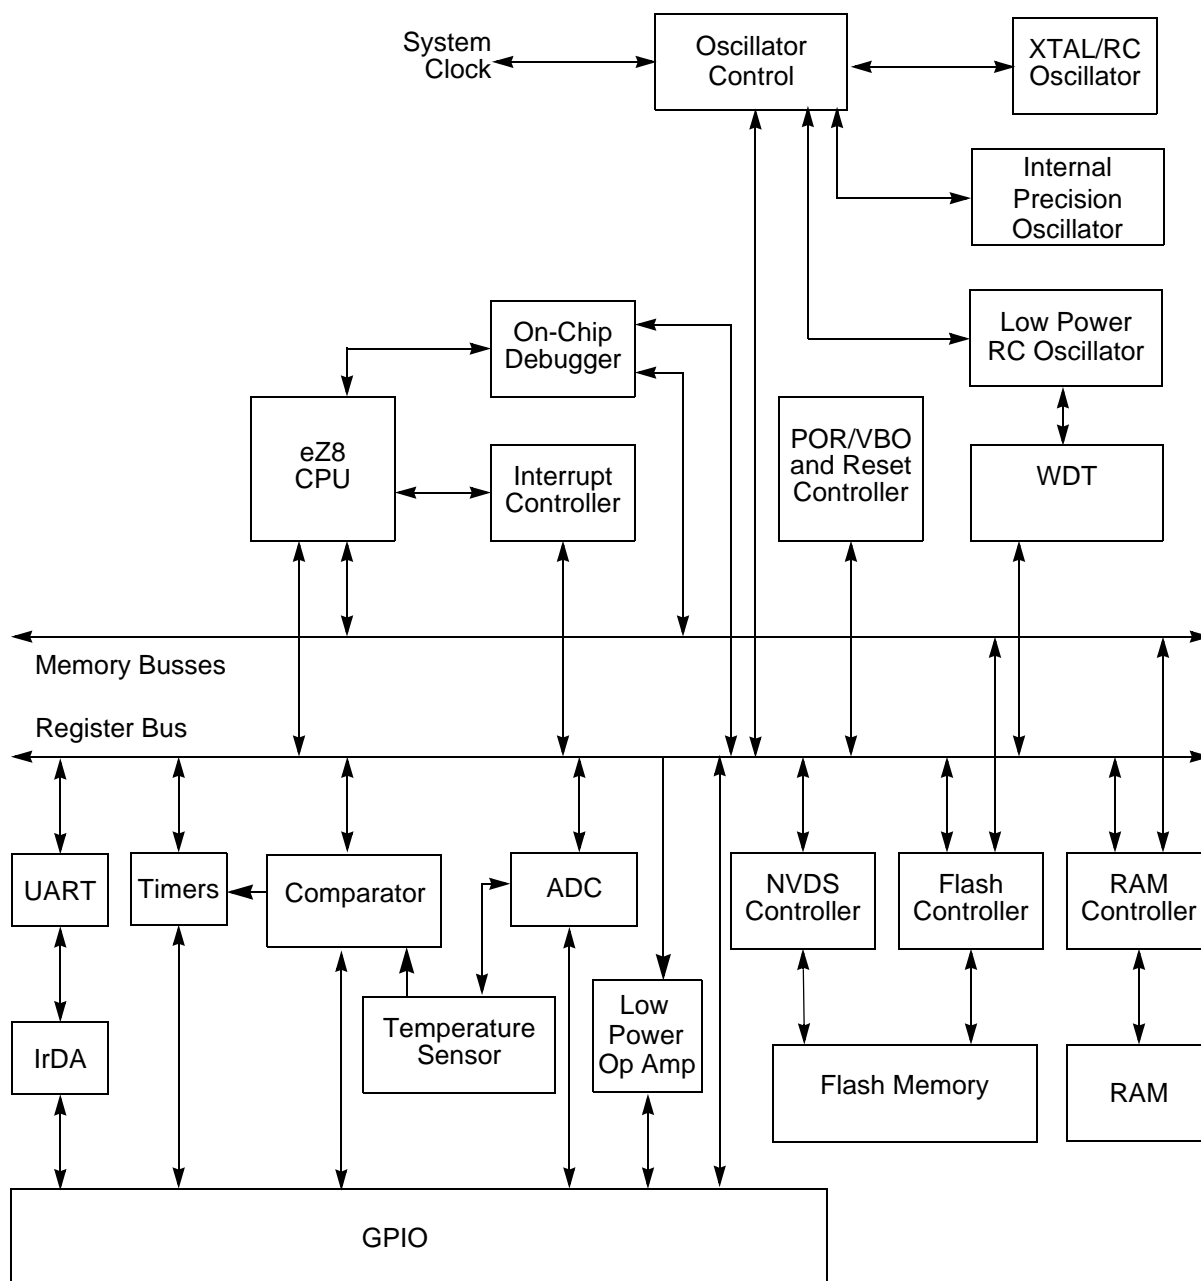 System
Clock
Oscillator
Control
XTAL/RC
Oscillator
Internal
Precision
Oscillator
On-Chip
Debugger
Low Power
RC Oscillator
eZ8
CPU
Interrupt
Controller
POR/VBO
and Reset
Controller
WDT
Memory Busses
Register Bus
UART
Timers
Comparator
ADC
NVDS
Controller
Flash
Controller
RAM
Controller
IrDA
Temperature
Sensor
Low
Power
Op Amp
Flash Memory
RAM
GPIO